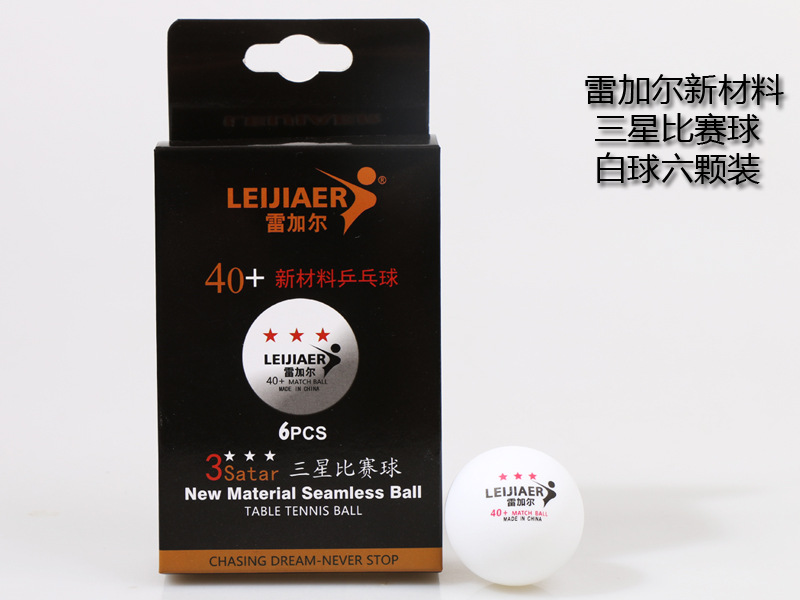 雷加尔新材料
三星比赛球
白球六颗装
LEIJIAER®
雷加尔
40+ 新材料乒乓球
★ ★ ★
LEIJIAER
雷加尔
40+ MATCH BALL
MADE IN CHINA
6PCS
3Satar ★★★ 三星比赛球
New Material Seamless Ball
TABLE TENNIS BALL
CHASING DREAM-NEVER STOP
★ ★ ★
LEIJIAER
雷加尔
40+ MATCH BALL
MADE IN CHINA